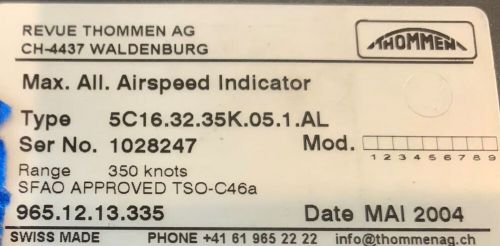 REVUE THOMMEN AG
CH-4437 WALDENBURG
THOMMEN
Max. All. Airspeed Indicator
Type 5C16.32.35K.05.1.AL
Ser No. 1028247 Mod.
1 2 3 4 5 6 7 8 9
Range 350 knots
SFAO APPROVED TSO-C46a
965.12.13.335 Date MAI 2004
SWISS MADE PHONE +41 61 965 22 22 info@thommenag.ch